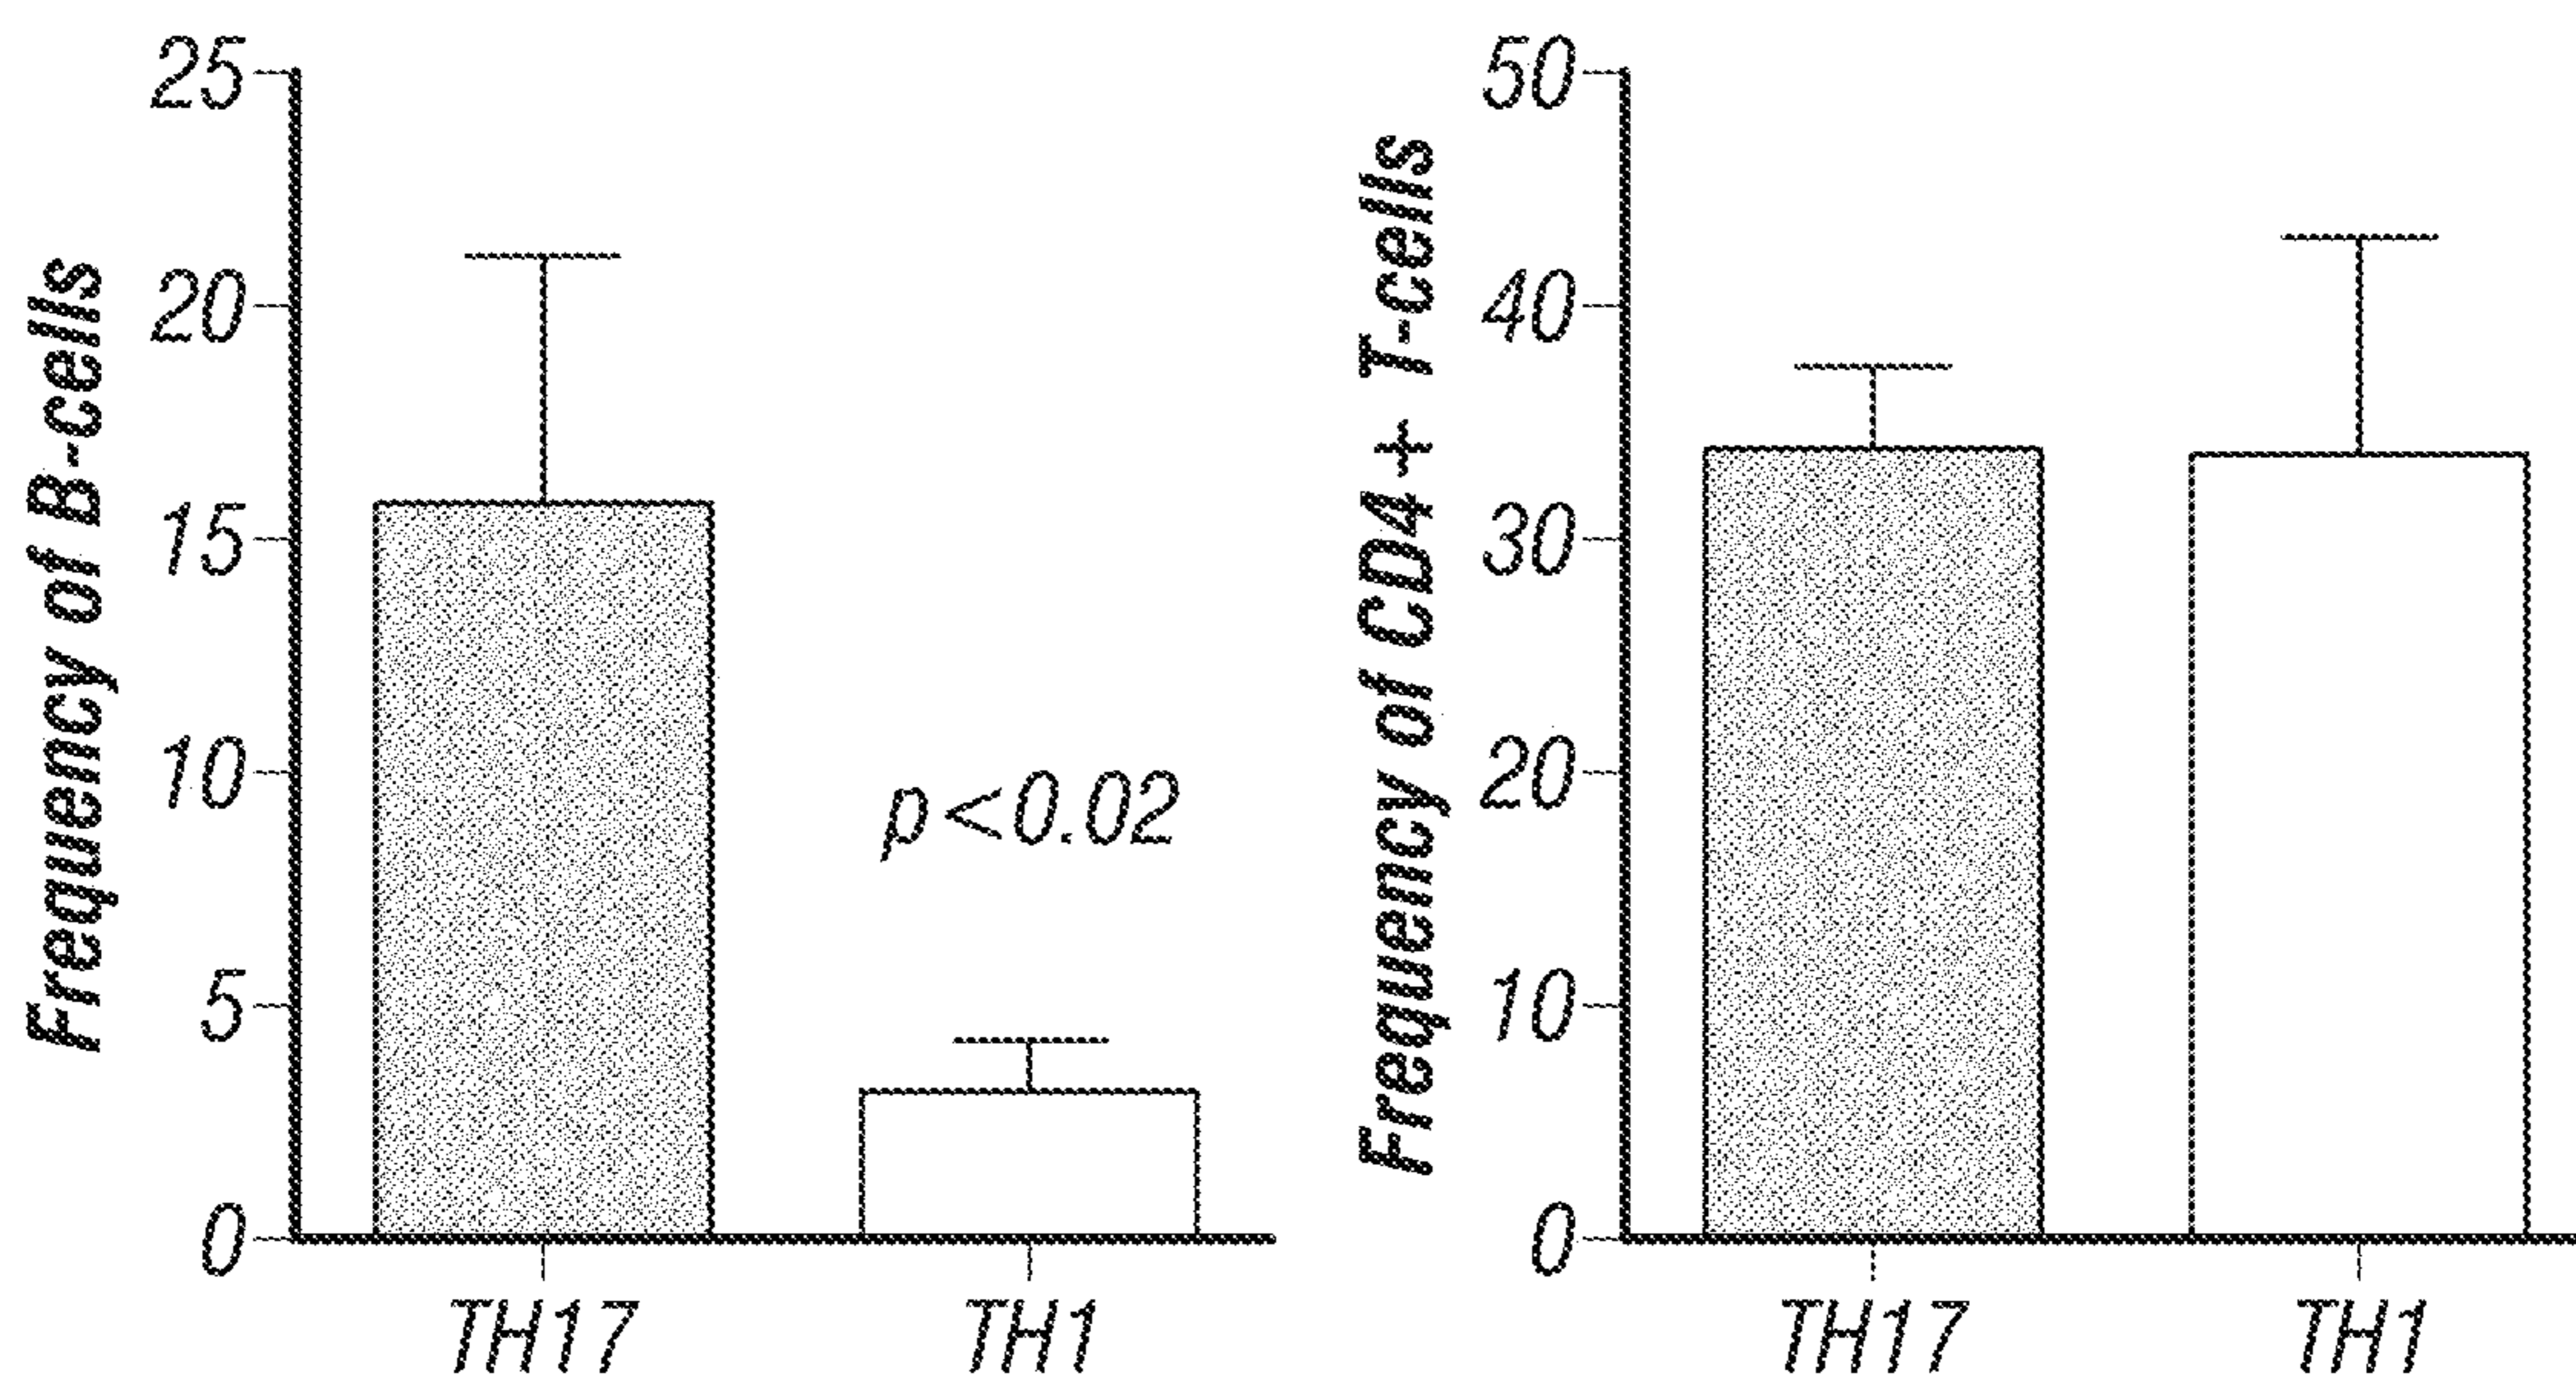 Frequency of B-cells
25
20
15
10
5
0
p<0.02
TH17
TH1
Frequency of CD4+ T-cells
50
40
30
20
10
0
TH17
TH1